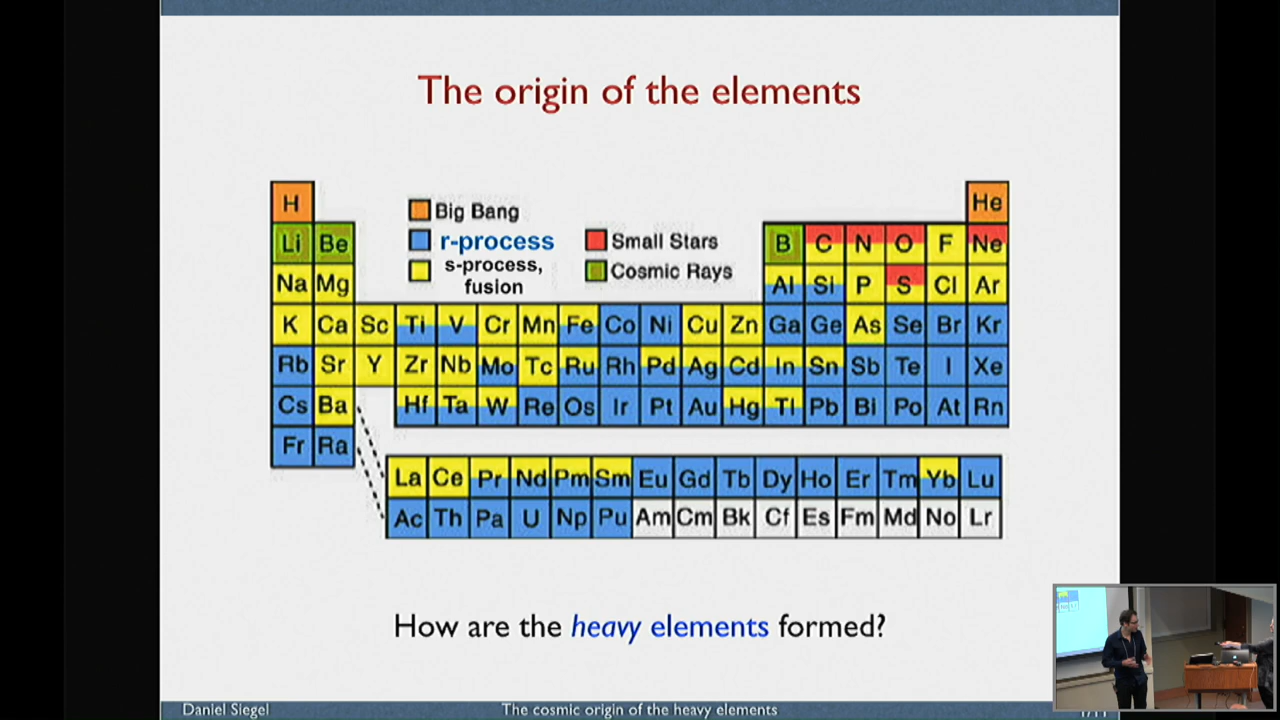 The origin of the elements
H He
Big Bang
Li Be r-process Small Stars B C N O F Ne
s-process, fusion Cosmic Rays
Na Mg Al Si P S Cl Ar
K Ca Sc Ti V Cr Mn Fe Co Ni Cu Zn Ga Ge As Se Br Kr
Rb Sr Y Zr Nb Mo Tc Ru Rh Pd Ag Cd In Sn Sb Te I Xe
Cs Ba Hf Ta W Re Os Ir Pt Au Hg Tl Pb Bi Po At Rn
Fr Ra
La Ce Pr Nd Pm Sm Eu Gd Tb Dy Ho Er Tm Yb Lu
Ac Th Pa U Np Pu Am Cm Bk Cf Es Fm Md No Lr
How are the heavy elements formed?
Daniel Siegel The cosmic origin of the heavy elements